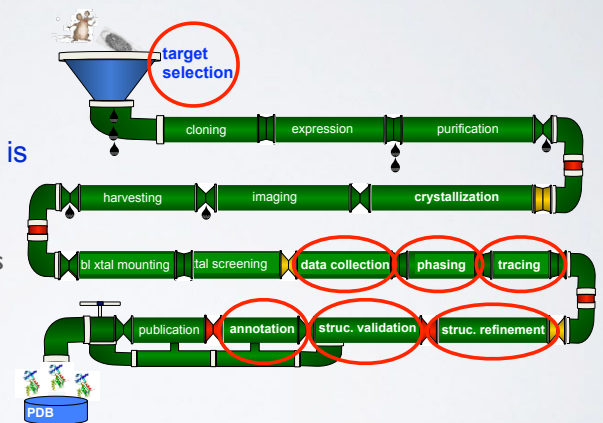 target
selection
cloning expression purification
is
harvesting imaging crystallization
s
bl xtal mounting tal screening data collection phasing tracing
publication annotation struc. validation struc. refinement
PDB